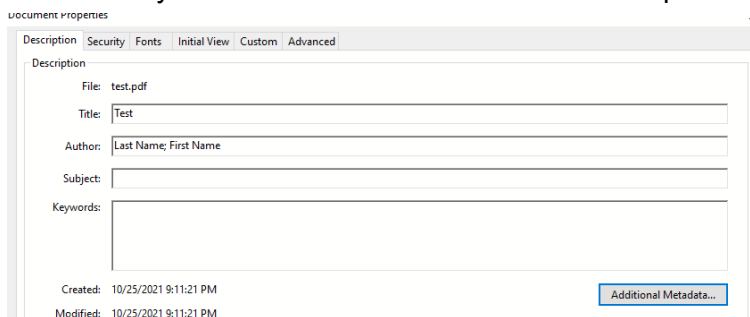 Document Properties
Description Security Fonts Initial View Custom Advanced
Description
File: test.pdf
Title: Test
Author: Last Name; First Name
Subject:
Keywords:
Created: 10/25/2021 9:11:21 PM
Additional Metadata...
Modified: 10/25/2021 9:11:21 PM